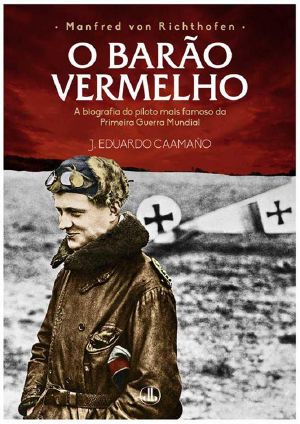 • Manfred von Richthofen •
O BARÃO
VERMELHO
A biografia do piloto mais famoso da
Primeira Guerra Mundial
J. EDUARDO CAAMAÑO